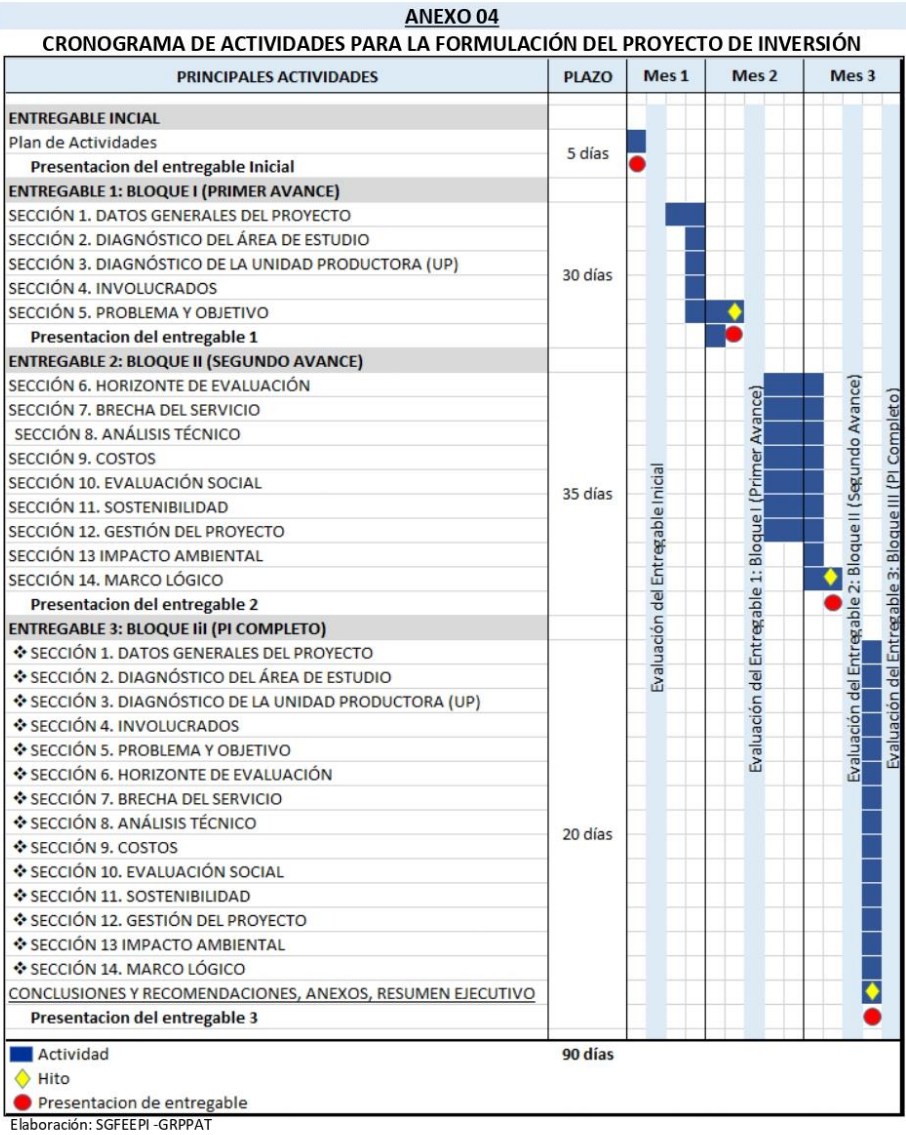 ANEXO 04
CRONOGRAMA DE ACTIVIDADES PARA LA FORMULACIÓN DEL PROYECTO DE INVERSIÓN
PRINCIPALES ACTIVIDADES PLAZO Mes 1 Mes 2 Mes 3
ENTREGABLE INCIAL
Plan de Actividades
5 días
Presentacion del entregable Inicial
ENTREGABLE 1: BLOQUE I (PRIMER AVANCE)
SECCIÓN 1. DATOS GENERALES DEL PROYECTO
SECCIÓN 2. DIAGNÓSTICO DEL ÁREA DE ESTUDIO
SECCIÓN 3. DIAGNÓSTICO DE LA UNIDAD PRODUCTORA (UP)
30 días
SECCIÓN 4. INVOLUCRADOS
SECCIÓN 5. PROBLEMA Y OBJETIVO
Presentacion del entregable 1
ENTREGABLE 2: BLOQUE II (SEGUNDO AVANCE)
SECCIÓN 6. HORIZONTE DE EVALUACIÓN
SECCIÓN 7. BRECHA DEL SERVICIO
SECCIÓN 8. ANÁLISIS TÉCNICO
SECCIÓN 9. COSTOS
SECCIÓN 10. EVALUACIÓN SOCIAL
35 días
SECCIÓN 11. SOSTENIBILIDAD
SECCIÓN 12. GESTIÓN DEL PROYECTO
SECCIÓN 13 IMPACTO AMBIENTAL
SECCIÓN 14. MARCO LÓGICO
Presentacion del entregable 2
ENTREGABLE 3: BLOQUE IiI (PI COMPLETO)
❖ SECCIÓN 1. DATOS GENERALES DEL PROYECTO
❖ SECCIÓN 2. DIAGNÓSTICO DEL ÁREA DE ESTUDIO
❖ SECCIÓN 3. DIAGNÓSTICO DE LA UNIDAD PRODUCTORA (UP)
❖ SECCIÓN 4. INVOLUCRADOS
❖ SECCIÓN 5. PROBLEMA Y OBJETIVO
❖ SECCIÓN 6. HORIZONTE DE EVALUACIÓN
❖ SECCIÓN 7. BRECHA DEL SERVICIO
❖ SECCIÓN 8. ANÁLISIS TÉCNICO
20 días
❖ SECCIÓN 9. COSTOS
❖ SECCIÓN 10. EVALUACIÓN SOCIAL
❖ SECCIÓN 11. SOSTENIBILIDAD
❖ SECCIÓN 12. GESTIÓN DEL PROYECTO
❖ SECCIÓN 13 IMPACTO AMBIENTAL
❖ SECCIÓN 14. MARCO LÓGICO
CONCLUSIONES Y RECOMENDACIONES, ANEXOS, RESUMEN EJECUTIVO
Presentacion del entregable 3
Evaluación del Entregable Inicial
Evaluación del Entregable 1: Bloque I (Primer Avance)
Evaluación del Entregable 2: Bloque II (Segundo Avance)
Evaluación del Entregable 3: Bloque III (PI Completo)
Actividad 90 días
Hito
Presentacion de entregable
Elaboración: SGFEEPI -GRPPAT